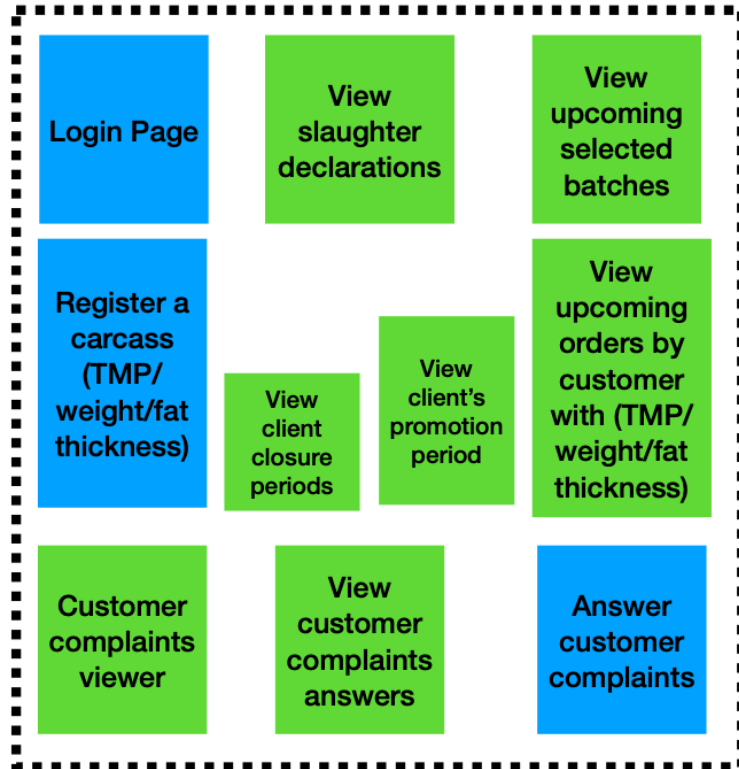 Login Page
View
slaughter
declarations
View
upcoming
selected
batches
Register a
carcass
(TMP/
weight/fat
thickness)
View
client
closure
periods
View
client’s
promotion
period
View
upcoming
orders by
customer
with (TMP/
weight/fat
thickness)
Customer
complaints
viewer
View
customer
complaints
answers
Answer
customer
complaints